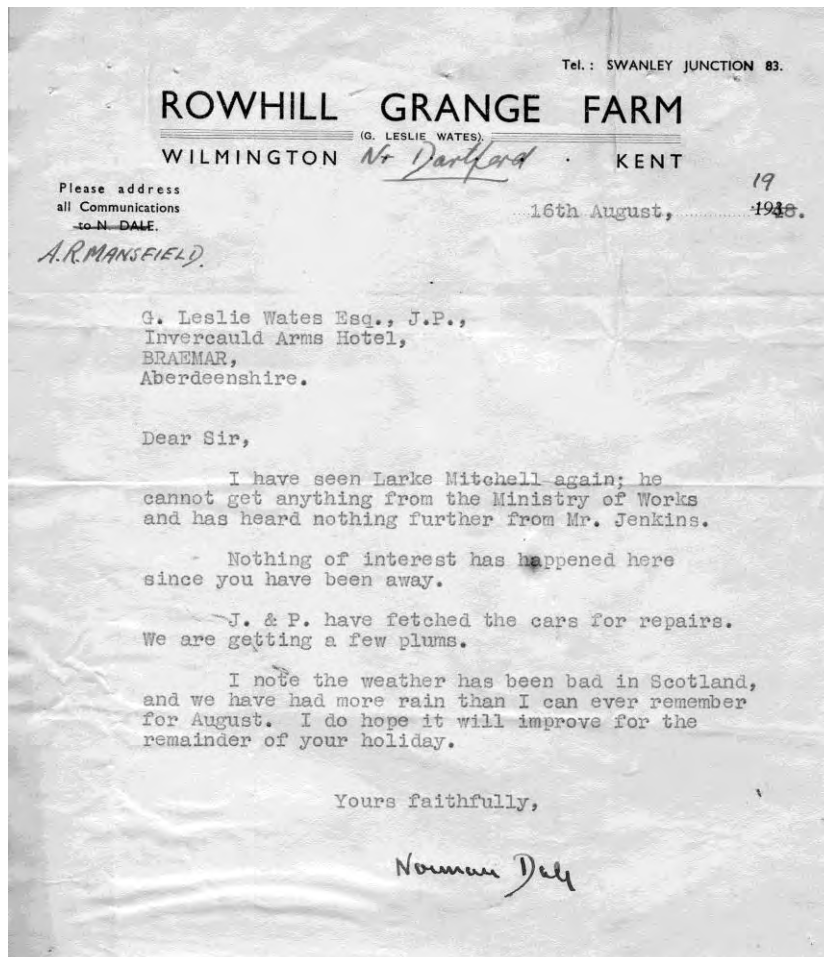 Tel. : SWANLEY JUNCTION 83.
ROWHILL GRANGE FARM
(G. LESLIE WATES).
WILMINGTON Nr Dartford · KENT
Please address
all Communications
to N. DALE.
A.R.MANSFIELD.
19
16th August,
G. Leslie Wates Esq., J.P.,
Invercauld Arms Hotel,
BRAEMAR,
Aberdeenshire.
Dear Sir,
I have seen Larke Mitchell again; he
cannot get anything from the Ministry of Works
and has heard nothing further from Mr. Jenkins.
Nothing of interest has happened here
since you have been away.
J. & P. have fetched the cars for repairs.
We are getting a few plums.
I note the weather has been bad in Scotland,
and we have had more rain than I can ever remember
for August. I do hope it will improve for the
remainder of your holiday.
Yours faithfully,
Norman Dale